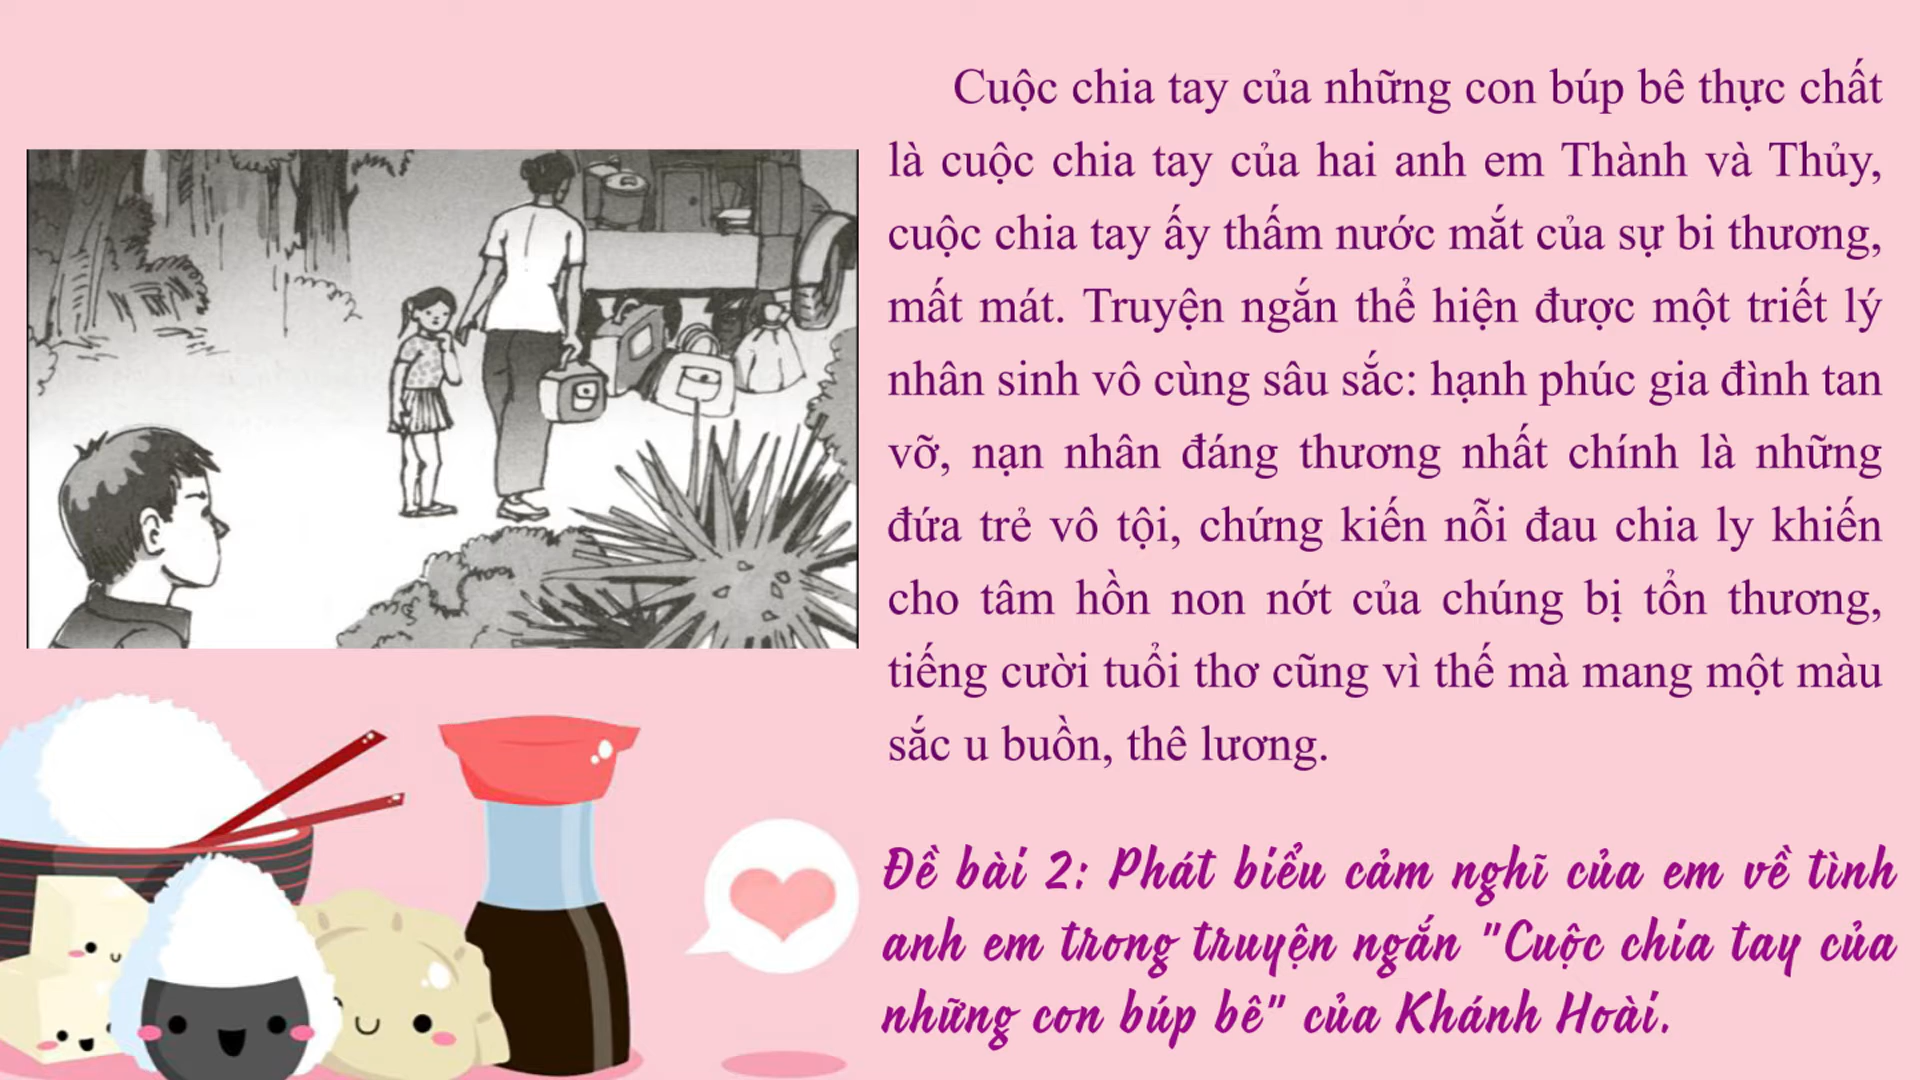 Cuộc chia tay của những con búp bê thực chất
là cuộc chia tay của hai anh em Thành và Thủy,
cuộc chia tay ấy thấm nước mắt của sự bi thương,
mất mát. Truyện ngắn thể hiện được một triết lý
nhân sinh vô cùng sâu sắc: hạnh phúc gia đình tan
vỡ, nạn nhân đáng thương nhất chính là những
đứa trẻ vô tội, chứng kiến nỗi đau chia ly khiến
cho tâm hồn non nớt của chúng bị tổn thương,
tiếng cười tuổi thơ cũng vì thế mà mang một màu
sắc u buồn, thê lương.
Đề bài 2: Phát biểu cảm nghĩ của em về tình
anh em trong truyện ngắn "Cuộc chia tay của
những con búp bê" của Khánh Hoài.